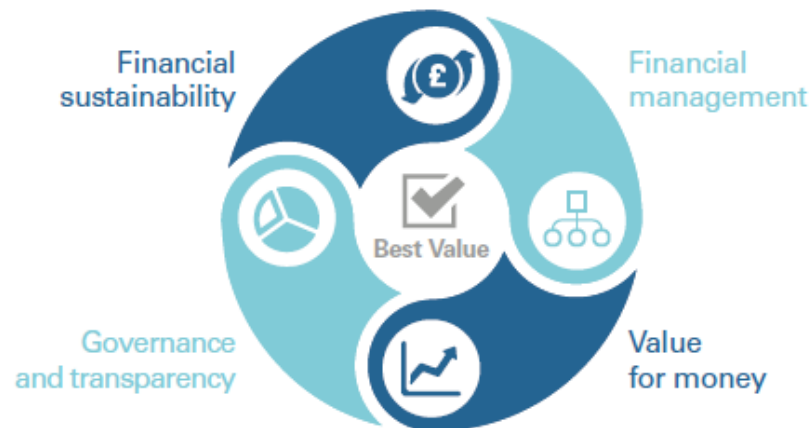 Financial
sustainability
£
Financial
management
Best Value
Governance
and transparency
Value
for money